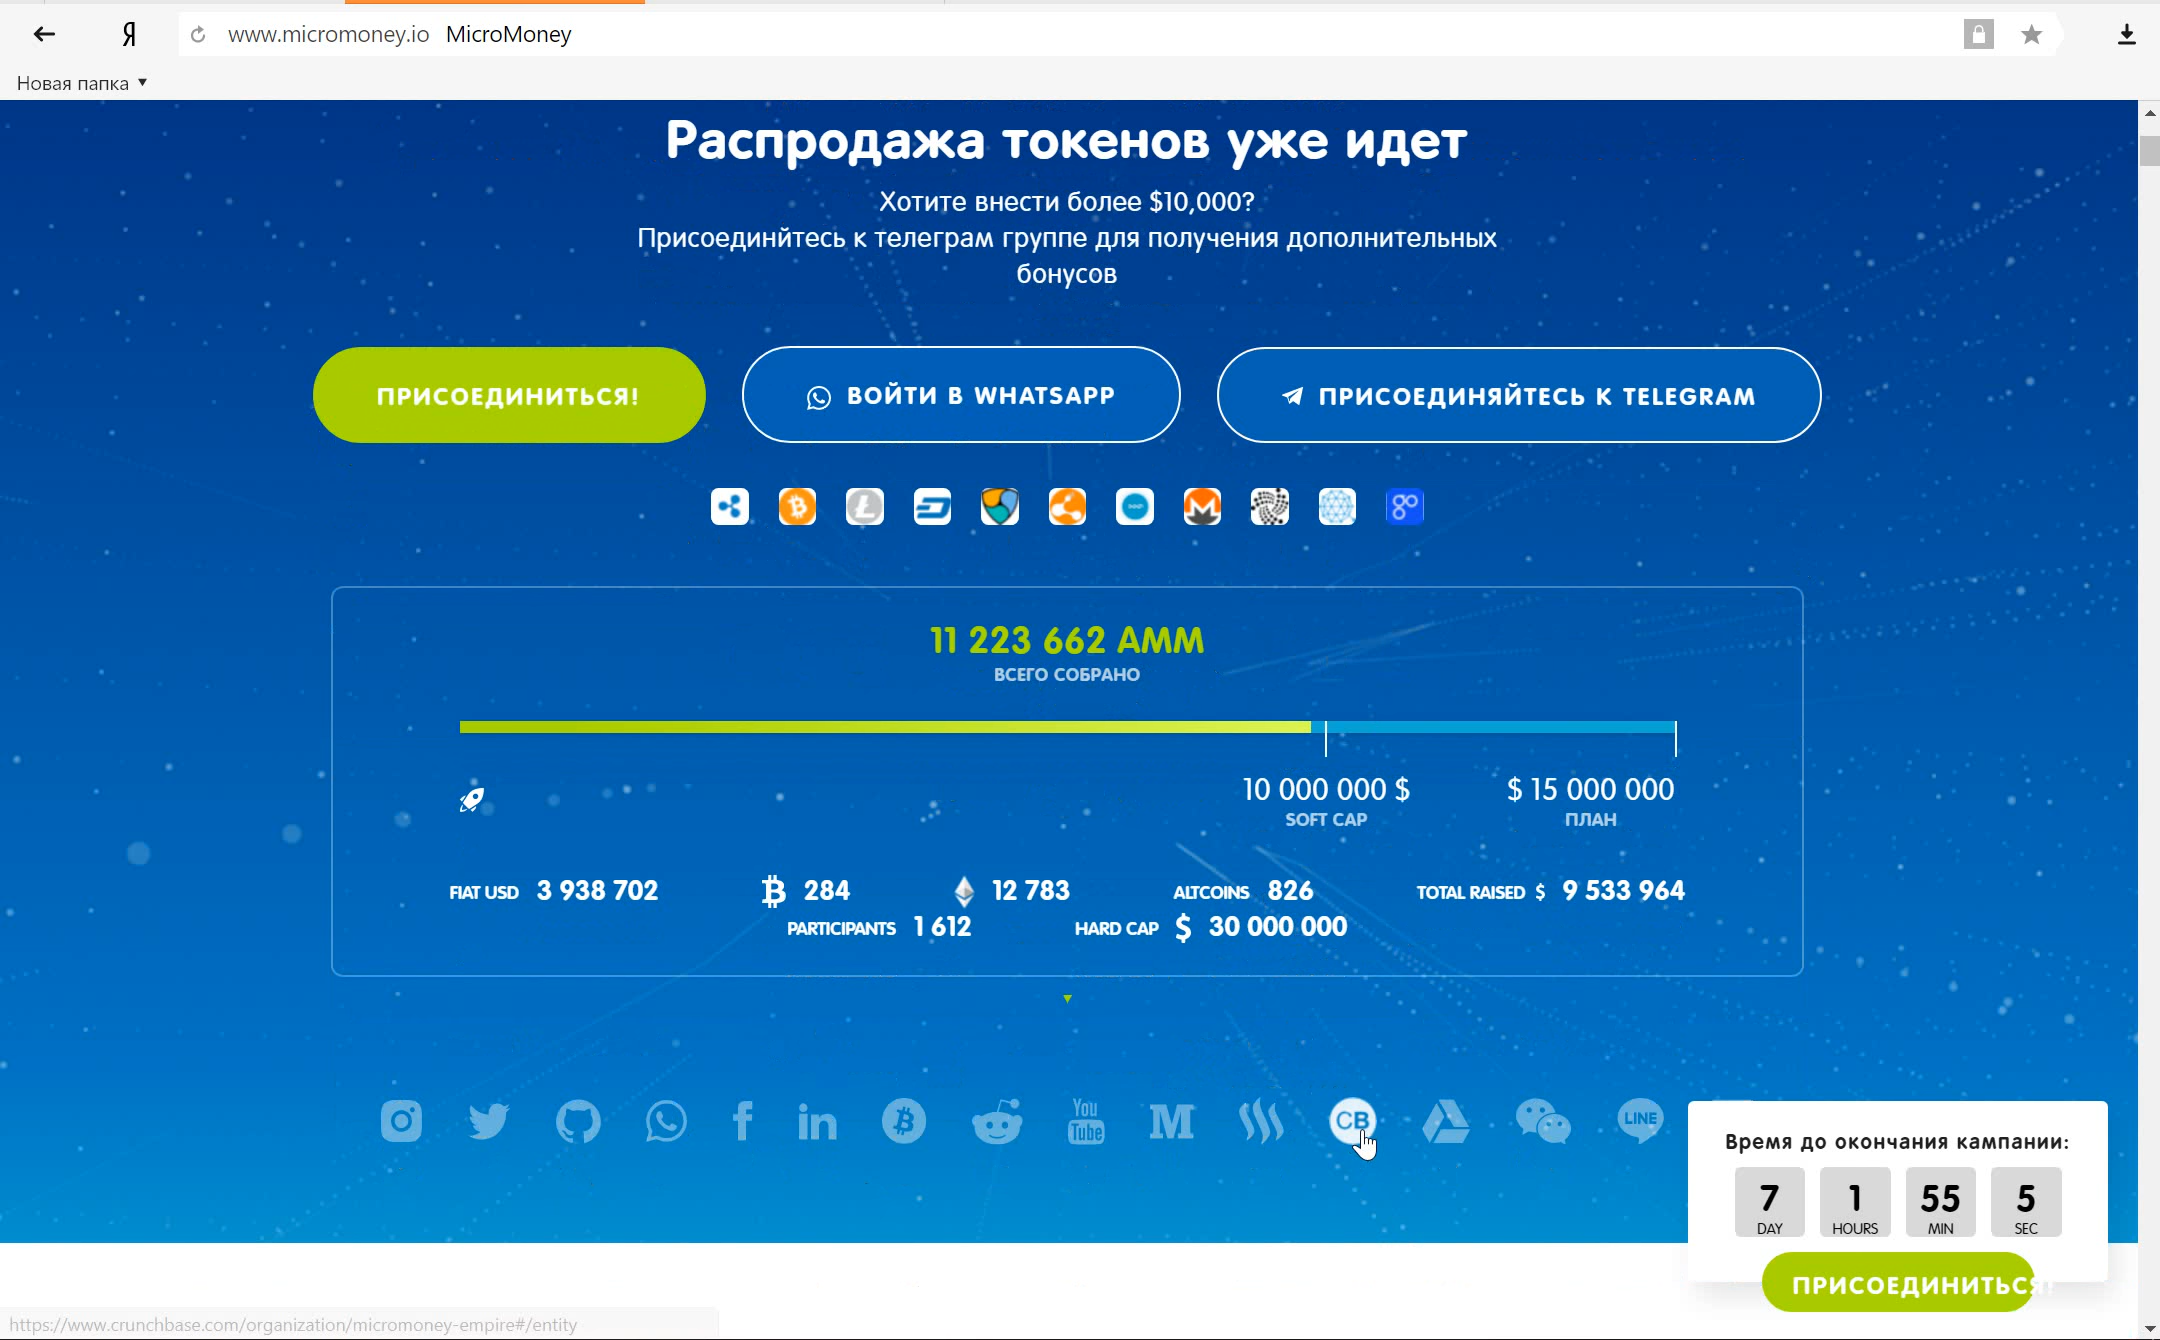 Я
www.micromoney.io MicroMoney
Новая папка
Распродажа токенов уже идет
Хотите внести более $10,000?
Присоединйтесь к телеграм группе для получения дополнительных
бонусов
ПРИСОЕДИНИТЬСЯ!
ВОЙТИ В WHATSAPP
ПРИСОЕДИНЯЙТЕСЬ К TELEGRAM
11 223 662 AMM
ВСЕГО СОБРАНО
10 000 000 $
SOFT CAP
$ 15 000 000
ПЛАН
FIAT USD 3 938 702
284
12 783
ALTCOINS 826
TOTAL RAISED $ 9 533 964
PARTICIPANTS 1 612
HARD CAP $ 30 000 000
You
Tube
M
CB
LINE
Время до окончания кампании:
7 1 55 5
DAY HOURS MIN SEC
ПРИСОЕДИНИТЬСЯ!
https://www.crunchbase.com/organization/micromoney-empire#/entity